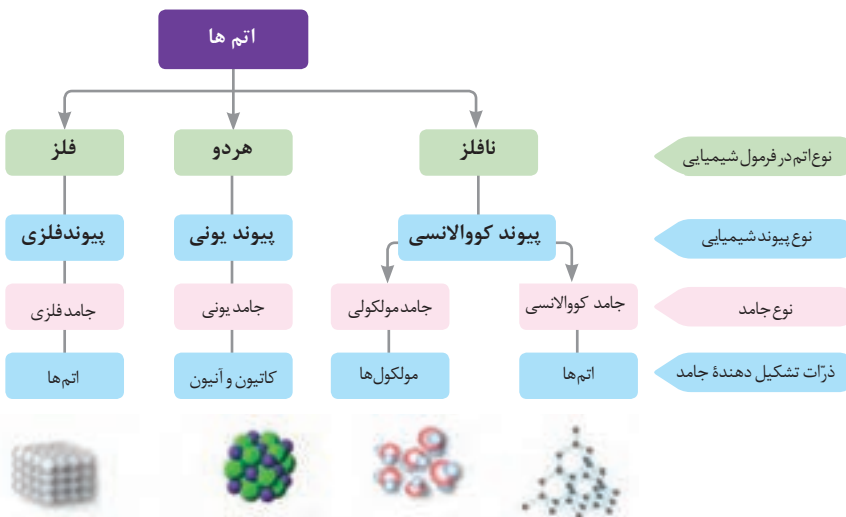 اتم ها
نافلز
هردو
فلز
نوع اتم در فرمول شیمیایی
پیوند کووالانسی
پیوند یونی
پیوندفلزی
نوع پیوند شیمیایی
جامد کووالانسی
جامد مولکولی
جامد یونی
جامد فلزی
نوع جامد
اتم‌ها
مولکول‌ها
کاتیون و آنیون
اتم‌ها
ذرّات تشکیل دهندهٔ جامد